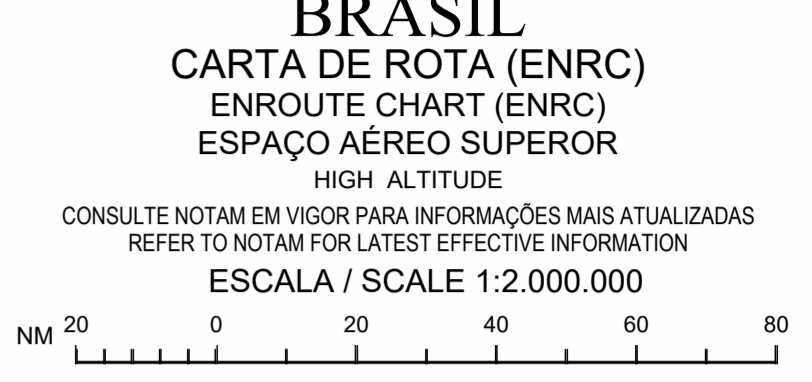 BRASIL
CARTA DE ROTA (ENRC)
ENROUTE CHART (ENRC)
ESPAÇO AÉREO SUPEROR
HIGH ALTITUDE
CONSULTE NOTAM EM VIGOR PARA INFORMAÇÕES MAIS ATUALIZADAS
REFER TO NOTAM FOR LATEST EFFECTIVE INFORMATION
ESCALA / SCALE 1:2.000.000
NM 20 0 20 40 60 80